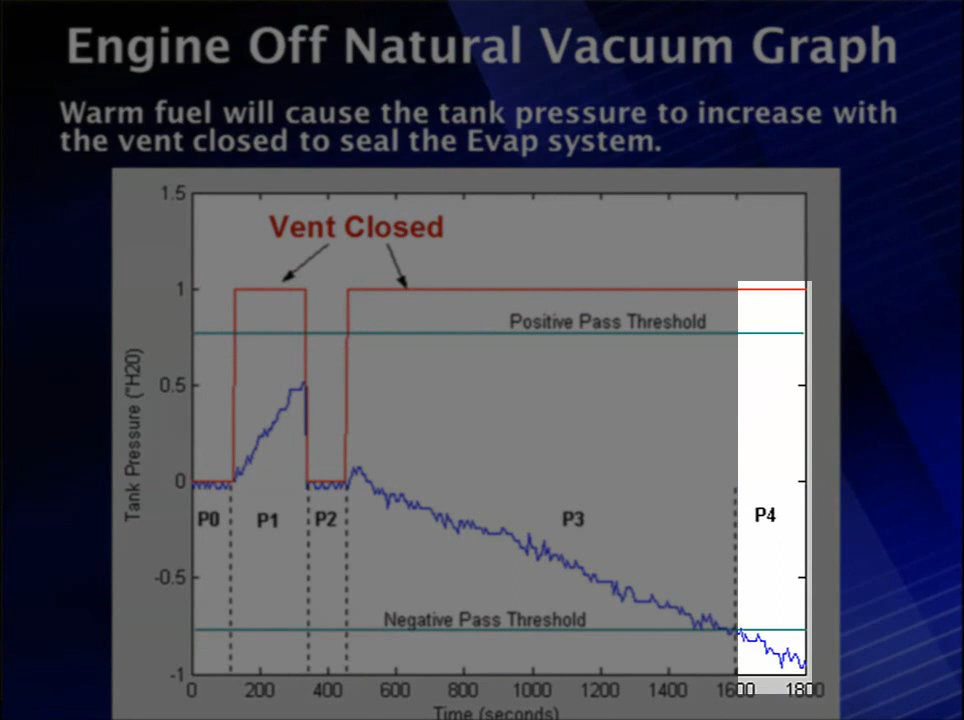 Engine Off Natural Vacuum Graph
Warm fuel will cause the tank pressure to increase with
the vent closed to seal the Evap system.
1.5
Vent Closed
1
Positive Pass Threshold
0.5
Tank Pressure ("H20)
0
P0 P1 P2 P3 P4
-0.5
Negative Pass Threshold
-1
0 200 400 600 800 1000 1200 1400 1600 1800
Time (seconds)